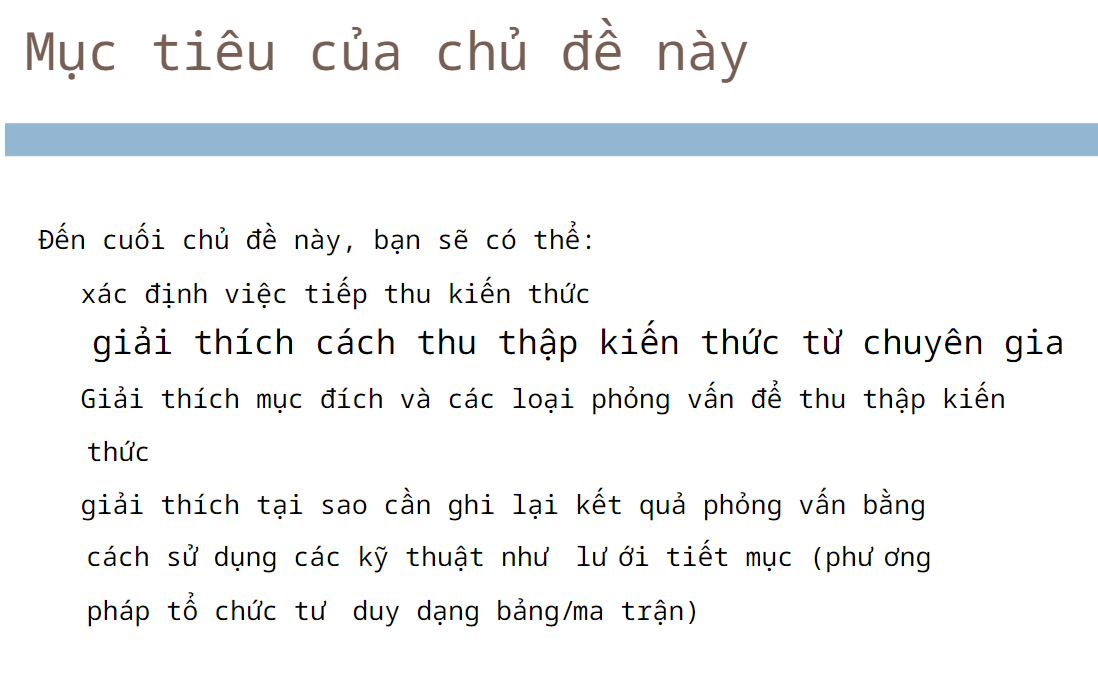 Mục tiêu của chủ đề này
Đến cuối chủ đề này, bạn sẽ có thể:
xác định việc tiếp thu kiến thức
giải thích cách thu thập kiến thức từ chuyên gia
Giải thích mục đích và các loại phỏng vấn để thu thập kiến
thức
giải thích tại sao cần ghi lại kết quả phỏng vấn bằng
cách sử dụng các kỹ thuật như lư ới tiết mục (phư ơng
pháp tổ chức tư duy dạng bảng/ma trận)